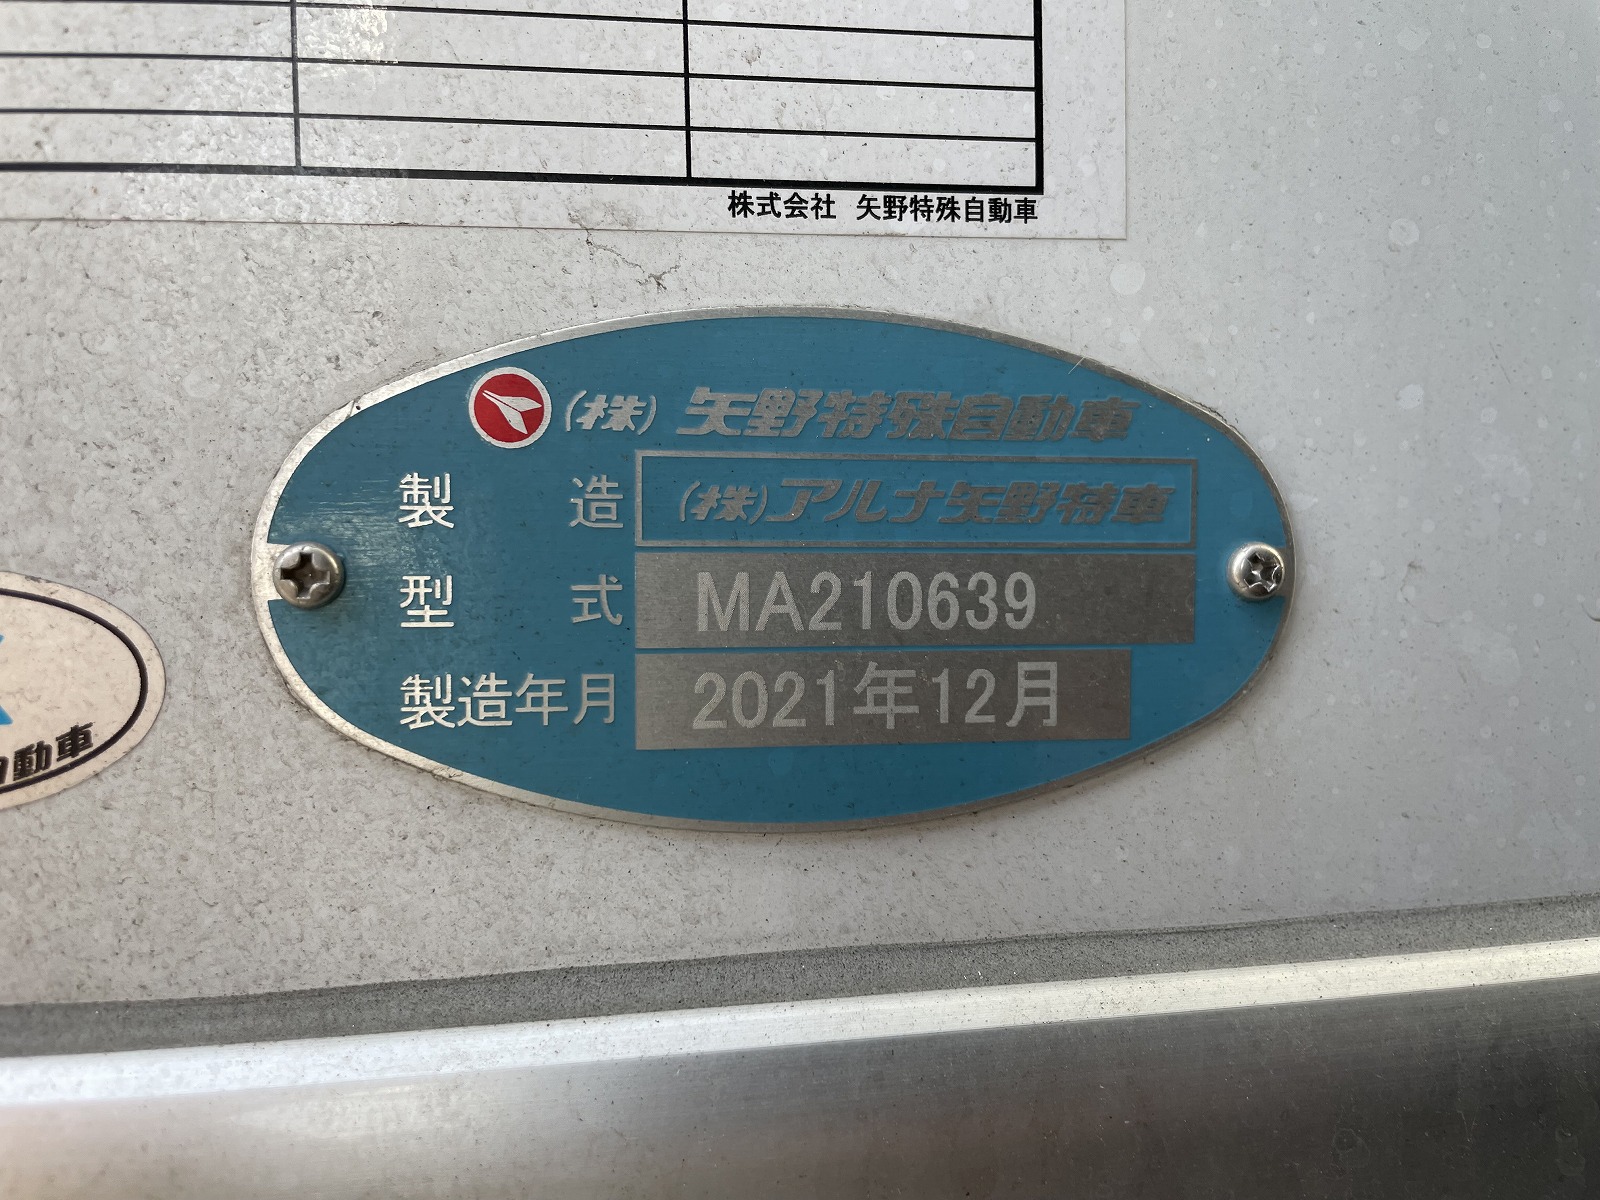 株式会社 矢野特殊自動車
(株) 矢野特殊自動車
製造 (株)アルナ矢野特車
型式 MA210639
製造年月 2021年12月
自動車